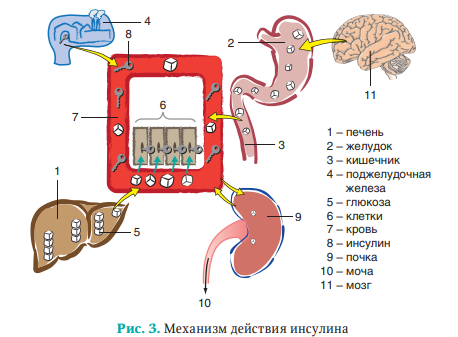 4
8
2
11
6
7
3
1 – печень
2 – желудок
3 – кишечник
4 – поджелудочная
железа
5 – глюкоза
6 – клетки
7 – кровь
8 – инсулин
9 – почка
10 – моча
11 – мозг
1
5
9
10
Рис. 3. Механизм действия инсулина